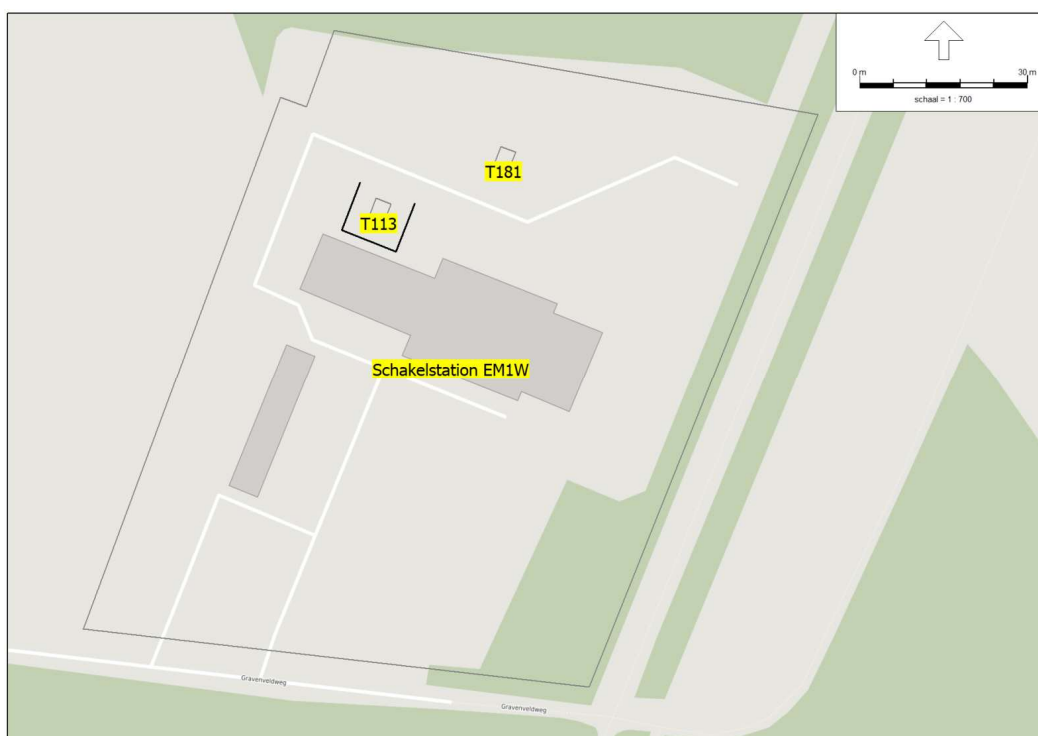 0 m
30 m
schaal = 1 : 700
T181
T113
Schakelstation EM1W
Gravenveldweg
Gravenveldweg